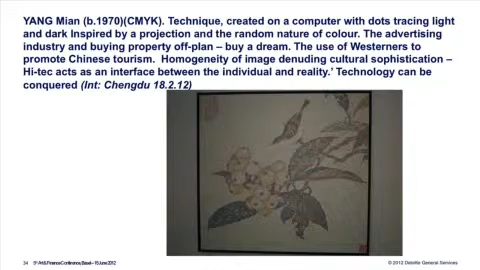 YANG Mian (b.1970)(CMYK). Technique, created on a computer with dots tracing light
and dark Inspired by a projection and the random nature of colour. The advertising
industry and buying property off-plan – buy a dream. The use of Westerners to
promote Chinese tourism.  Homogeneity of image denuding cultural sophistication –
Hi-tec acts as an interface between the individual and reality.’ Technology can be
conquered (Int: Chengdu 18.2.12)
34 5th Art & Finance Conference, Basel – 15 June 2012 © 2012 Deloitte General Services